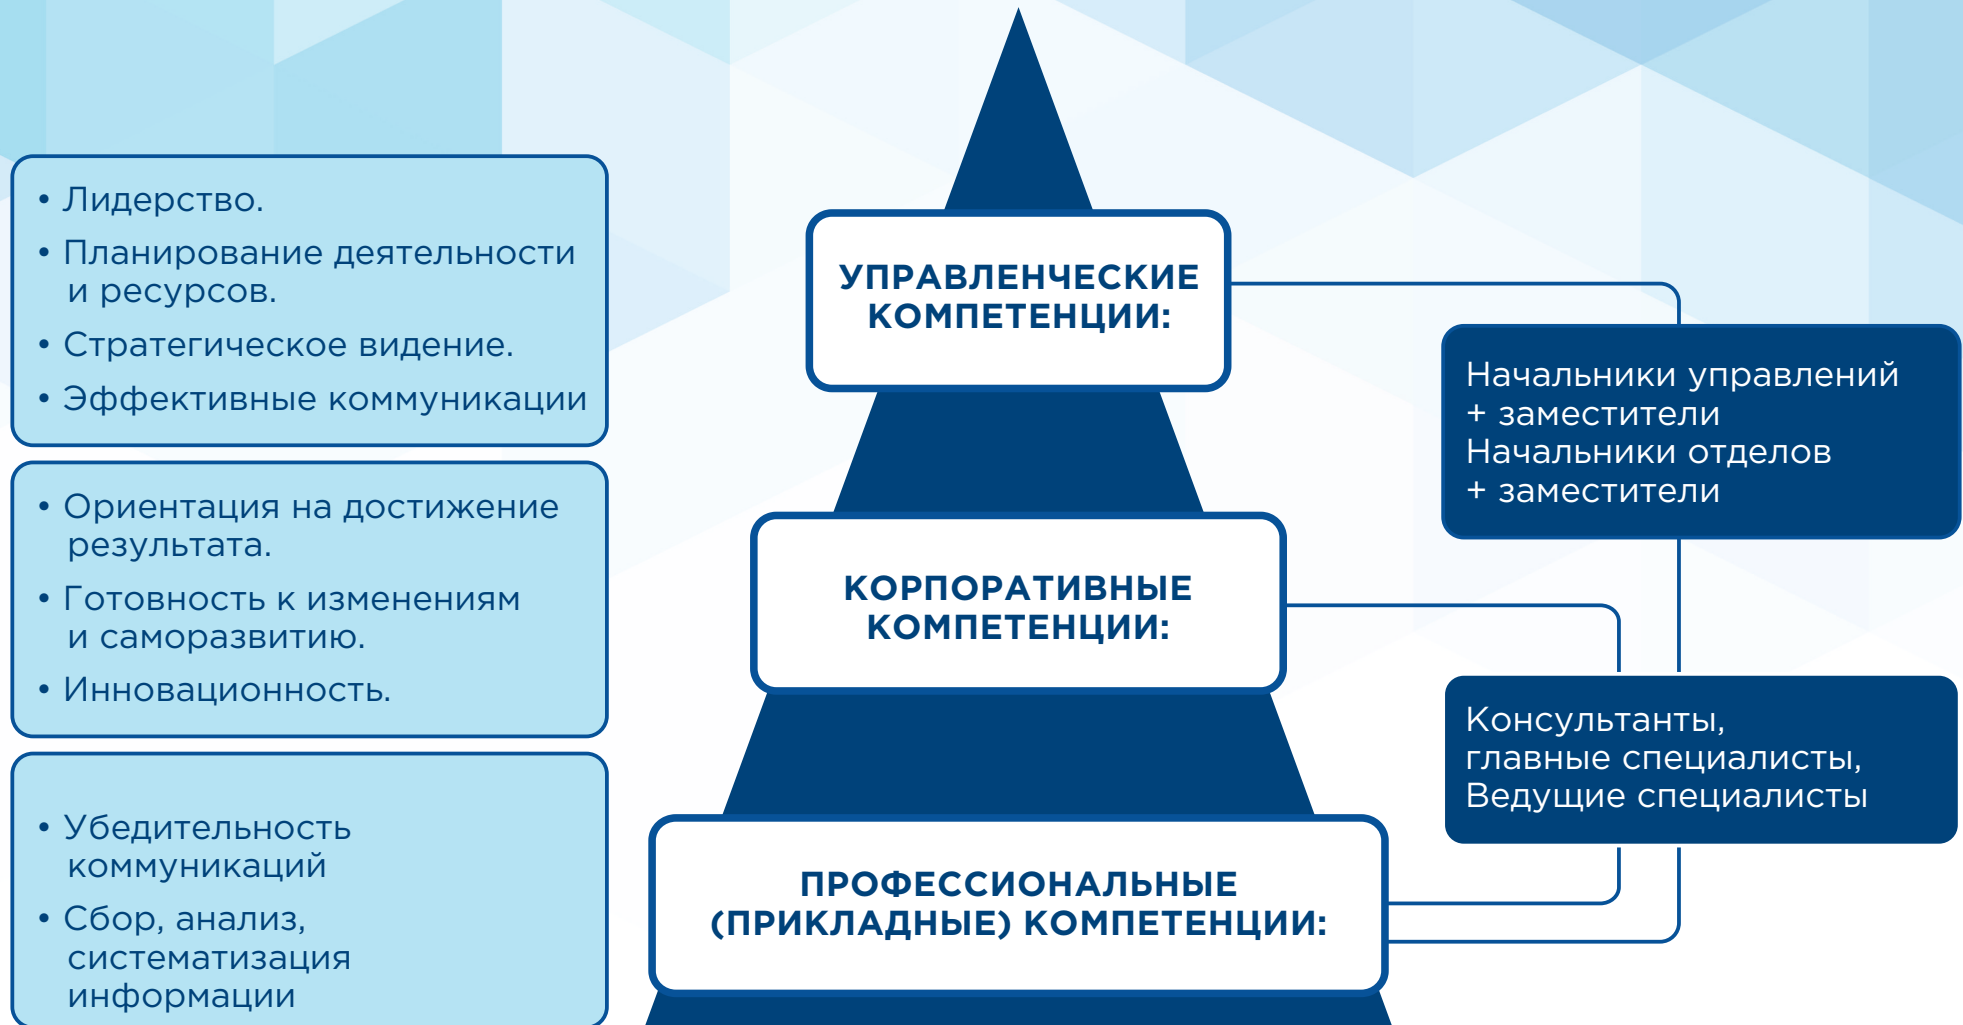 • Лидерство.
• Планирование деятельности
и ресурсов.
• Стратегическое видение.
• Эффективные коммуникации
• Ориентация на достижение
результата.
• Готовность к изменениям
и саморазвитию.
• Инновационность.
• Убедительность
коммуникаций
• Сбор, анализ,
систематизация
информации
УПРАВЛЕНЧЕСКИЕ
КОМПЕТЕНЦИИ:
КОРПОРАТИВНЫЕ
КОМПЕТЕНЦИИ:
ПРОФЕССИОНАЛЬНЫЕ
(ПРИКЛАДНЫЕ) КОМПЕТЕНЦИИ:
Начальники управлений
+ заместители
Начальники отделов
+ заместители
Консультанты,
главные специалисты,
Ведущие специалисты